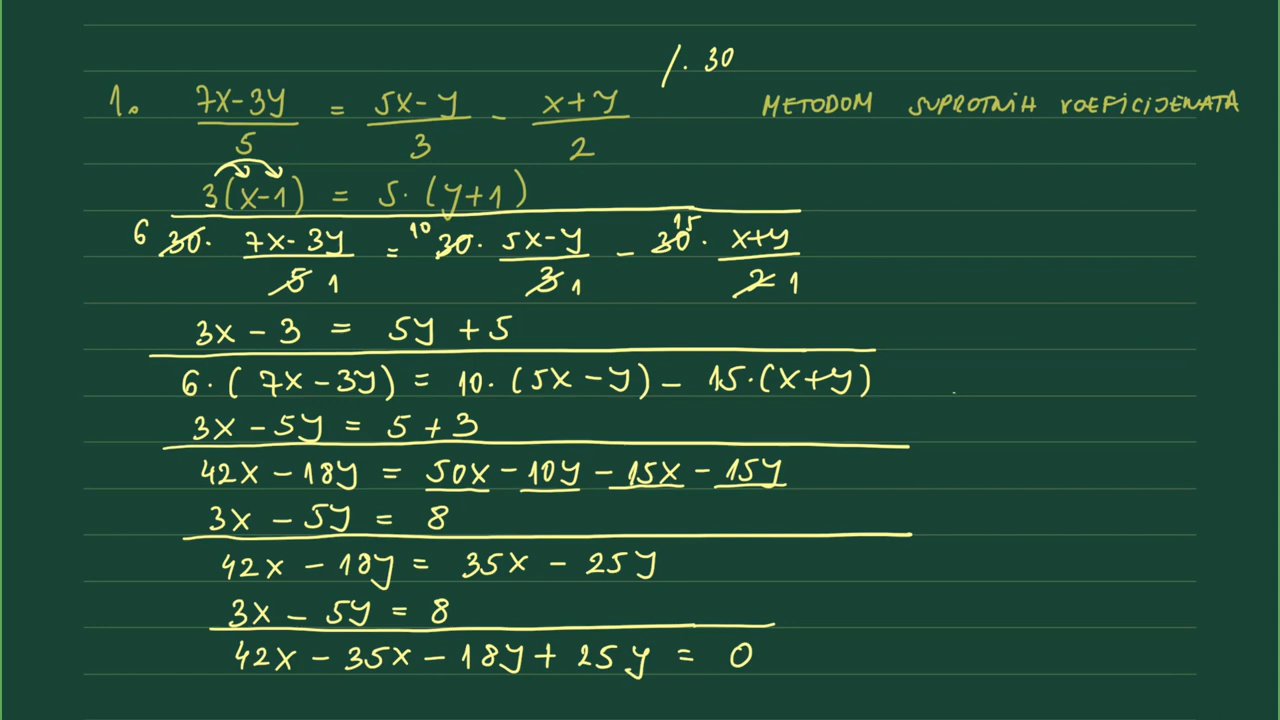 /· 30
1. (7x-3y)/5 = (5x-y)/3 - (x+y)/2 METODOM SUPROTNIH KOEFICIJENATA
3(x-1) = 5·(y+1)
6 30· (7x-3y)/5 1 = 10 30· (5x-y)/3 1 - 15 30· (x+y)/2 1
3x - 3 = 5y + 5
6·(7x-3y) = 10·(5x-y) - 15·(x+y)
3x - 5y = 5 + 3
42x - 18y = 50x - 10y - 15x - 15y
3x - 5y = 8
42x - 18y = 35x - 25y
3x - 5y = 8
42x - 35x - 18y + 25y = 0